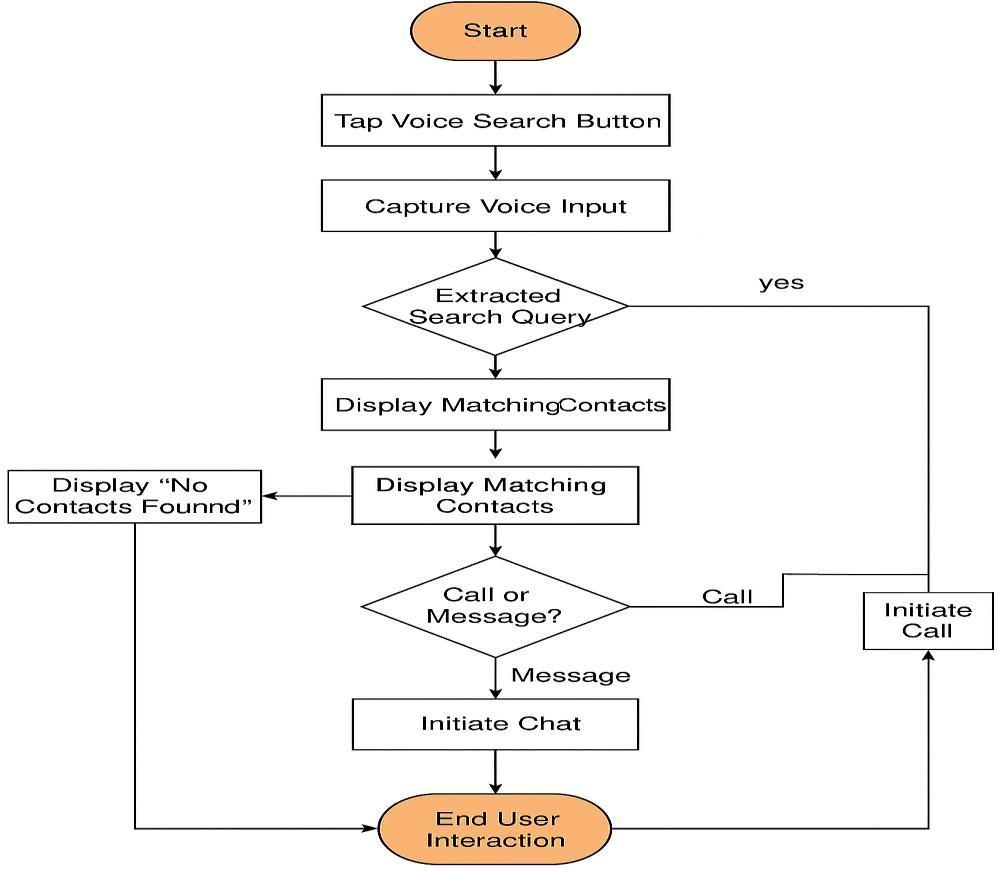 Start
Tap Voice Search Button
Capture Voice Input
yes
Extracted
Search Query
Display MatchingContacts
Display “No
Contacts Founnd”
Display Matching
Contacts
Call or
Message?
Call
Initiate
Call
Message
Initiate Chat
End User
Interaction